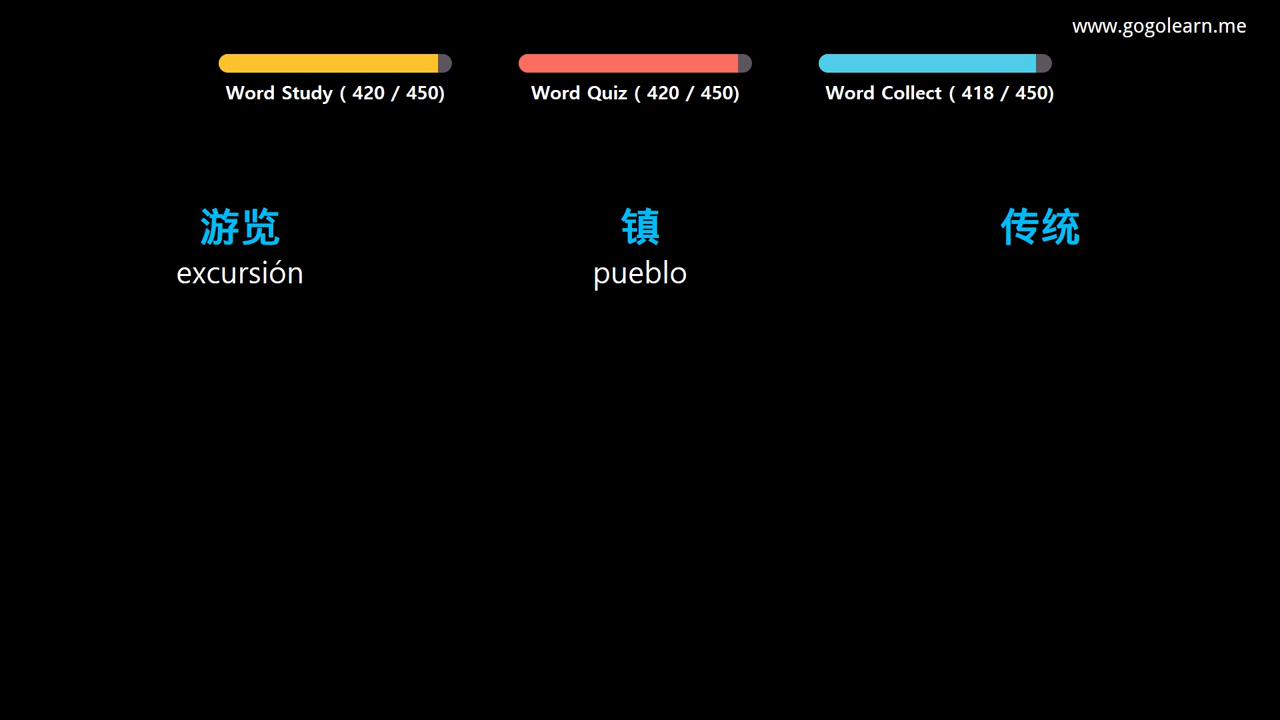 www.gogolearn.me
Word Study ( 420 / 450)
Word Quiz ( 420 / 450)
Word Collect ( 418 / 450)
游览
excursión
镇
pueblo
传统